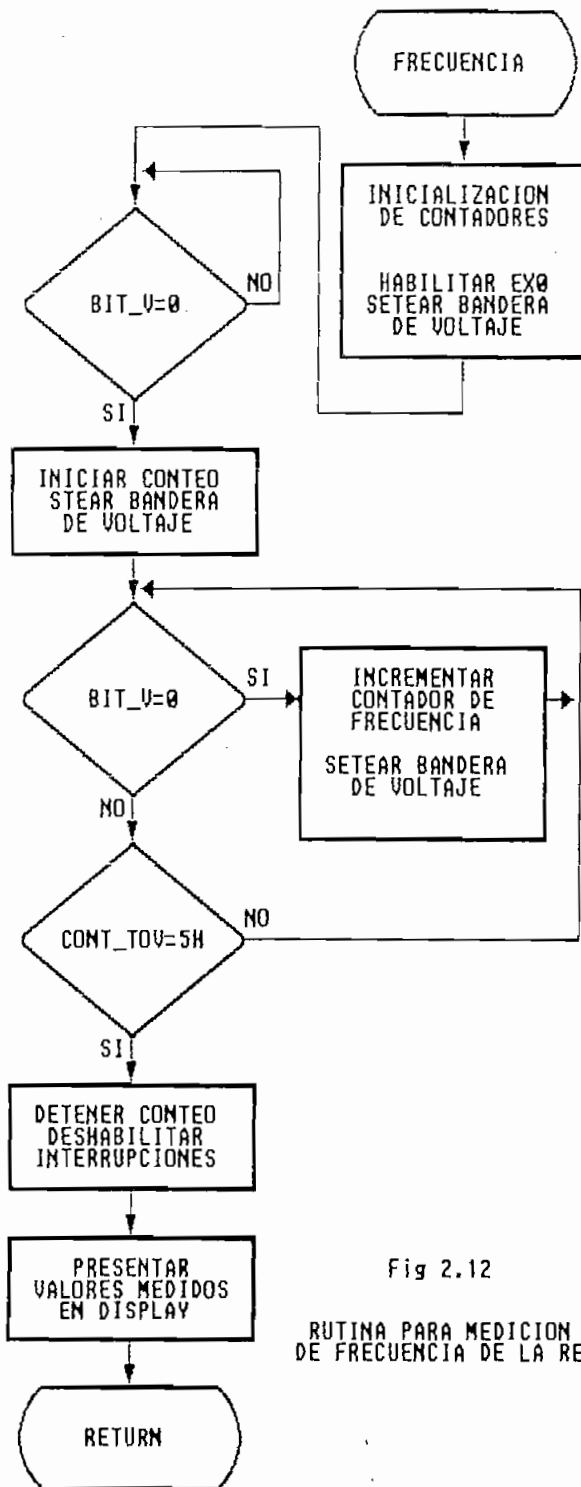 FRECUENCIA
INICIALIZACION
DE CONTADORES
HABILITAR EX0
SETEAR BANDERA
DE VOLTAJE
BIT_V=0
NO
SI
INICIAR CONTEO
STEAR BANDERA
DE VOLTAJE
BIT_V=0
SI
INCREMENTAR
CONTADOR DE
FRECUENCIA
SETEAR BANDERA
DE VOLTAJE
NO
CONT_TOV=5H
NO
SI
DETENER CONTEO
DESHABILITAR
INTERRUPCIONES
PRESENTAR
VALORES MEDIDOS
EN DISPLAY
RETURN
Fig 2.12
RUTINA PARA MEDICION
DE FRECUENCIA DE LA RE